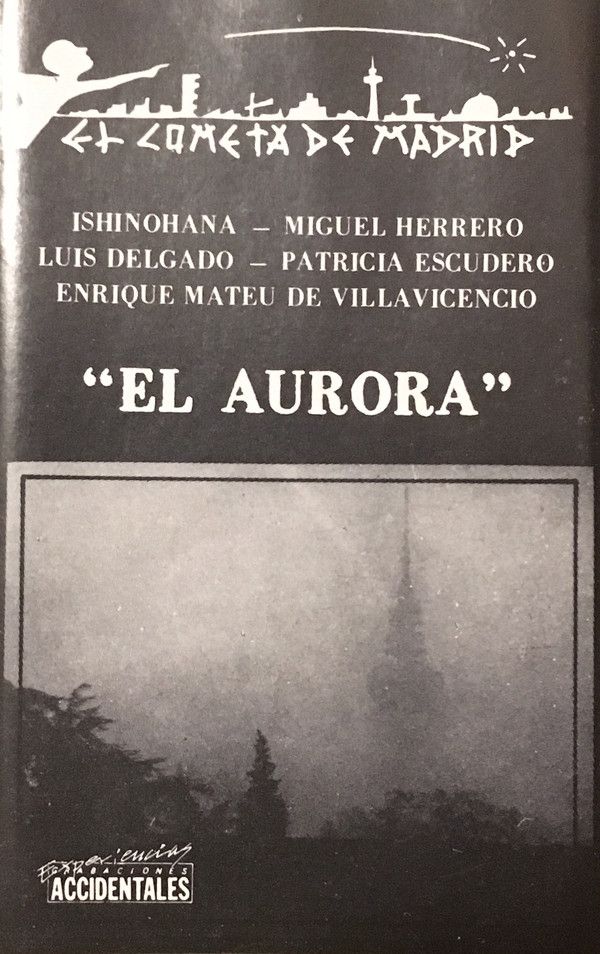 EL COMETA DE MADRID
ISHINOHANA — MIGUEL HERRERO
LUIS DELGADO — PATRICIA ESCUDERO
ENRIQUE MATEU DE VILLAVICENCIO
“EL AURORA”
Experiencias
GRABACIONES
ACCIDENTALES